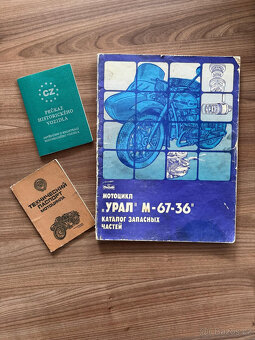 CZ
PRŮKAZ
HISTORICKÉHO
VOZIDLA
ТЕХНИЧЕСКИЙ
ПАСПОРТ
МОТОЦИКЛ
„УРАЛ" М-67-36"
КАТАЛОГ ЗАПАСНЫХ
ЧАСТЕЙ